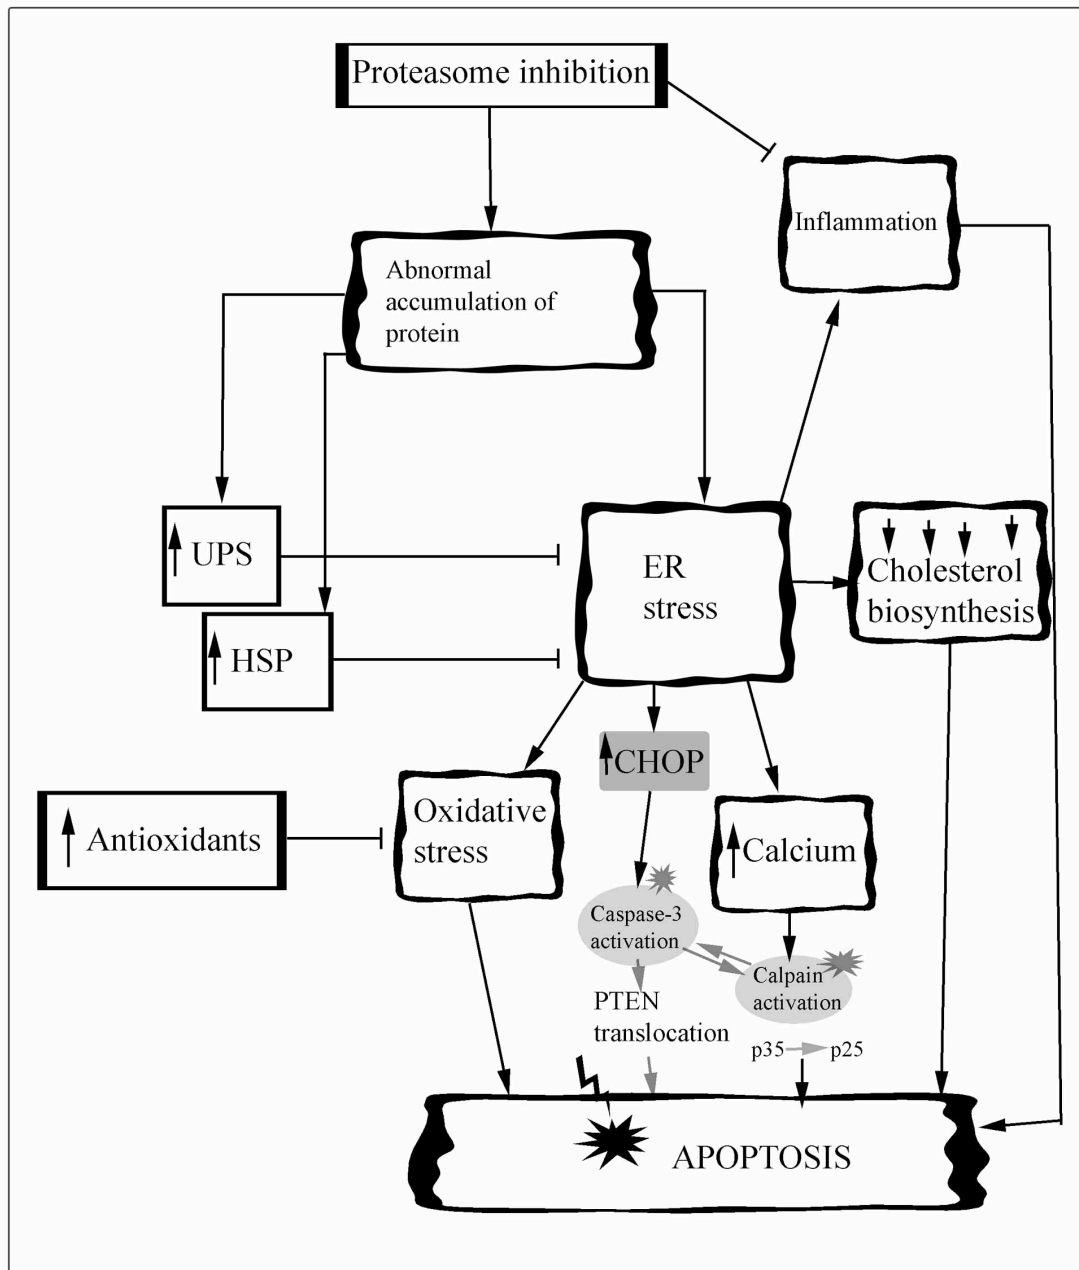 Proteasome inhibition
Inflammation
Abnormal
accumulation of
protein
UPS
HSP
ER
stress
Cholesterol
biosynthesis
CHOP
Antioxidants
Oxidative
stress
Calcium
Caspase-3
activation
Calpain
activation
PTEN
translocation
p35 p25
APOPTOSIS